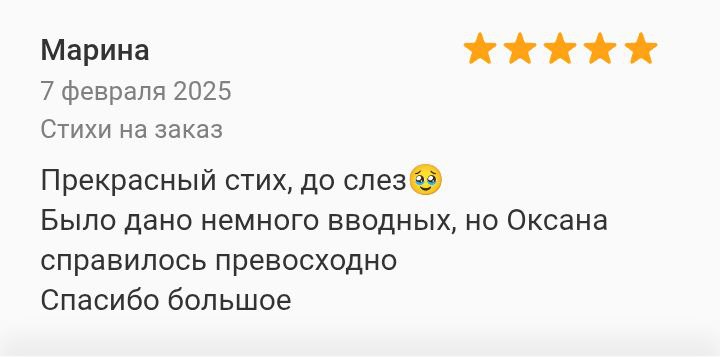 Марина
7 февраля 2025
Стихи на заказ
Прекрасный стих, до слез🥹
Было дано немного вводных, но Оксана
справилось превосходно
Спасибо большое